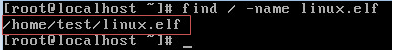 [root@localhost ~]# find / -name linux.elf
/home/test/linux.elf
[root@localhost ~]#